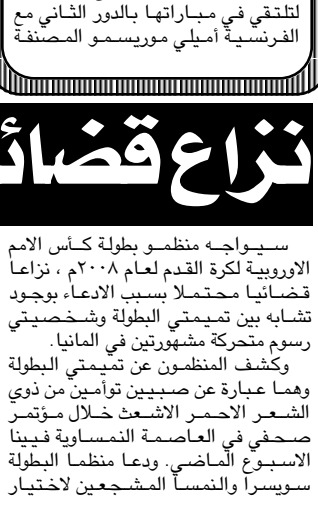 لتلتقي في مباراتها بالدور الثاني مع
الفرنسية أميلي موريسمو المصنفة
نزاع قضائ
سيواجه منظمو بطولة كأس الامم
الاوروبية لكرة القدم لعام ٢٠٠٨م ، نزاعا
قضائيا محتملا بسبب الادعاء بوجود
تشابه بين تميمتي البطولة وشخصيتي
رسوم متحركة مشهورتين في المانيا.
وكشف المنظمون عن تميمتي البطولة
وهما عبارة عن صبيين توأمين من ذوي
الشعر الاحمر الاشعث خلال مؤتمر
صحفي في العاصمة النمساوية فيينا
الاسبوع الماضي. ودعا منظما البطولة
سويسرا والنمسا المشجعين لاختيار